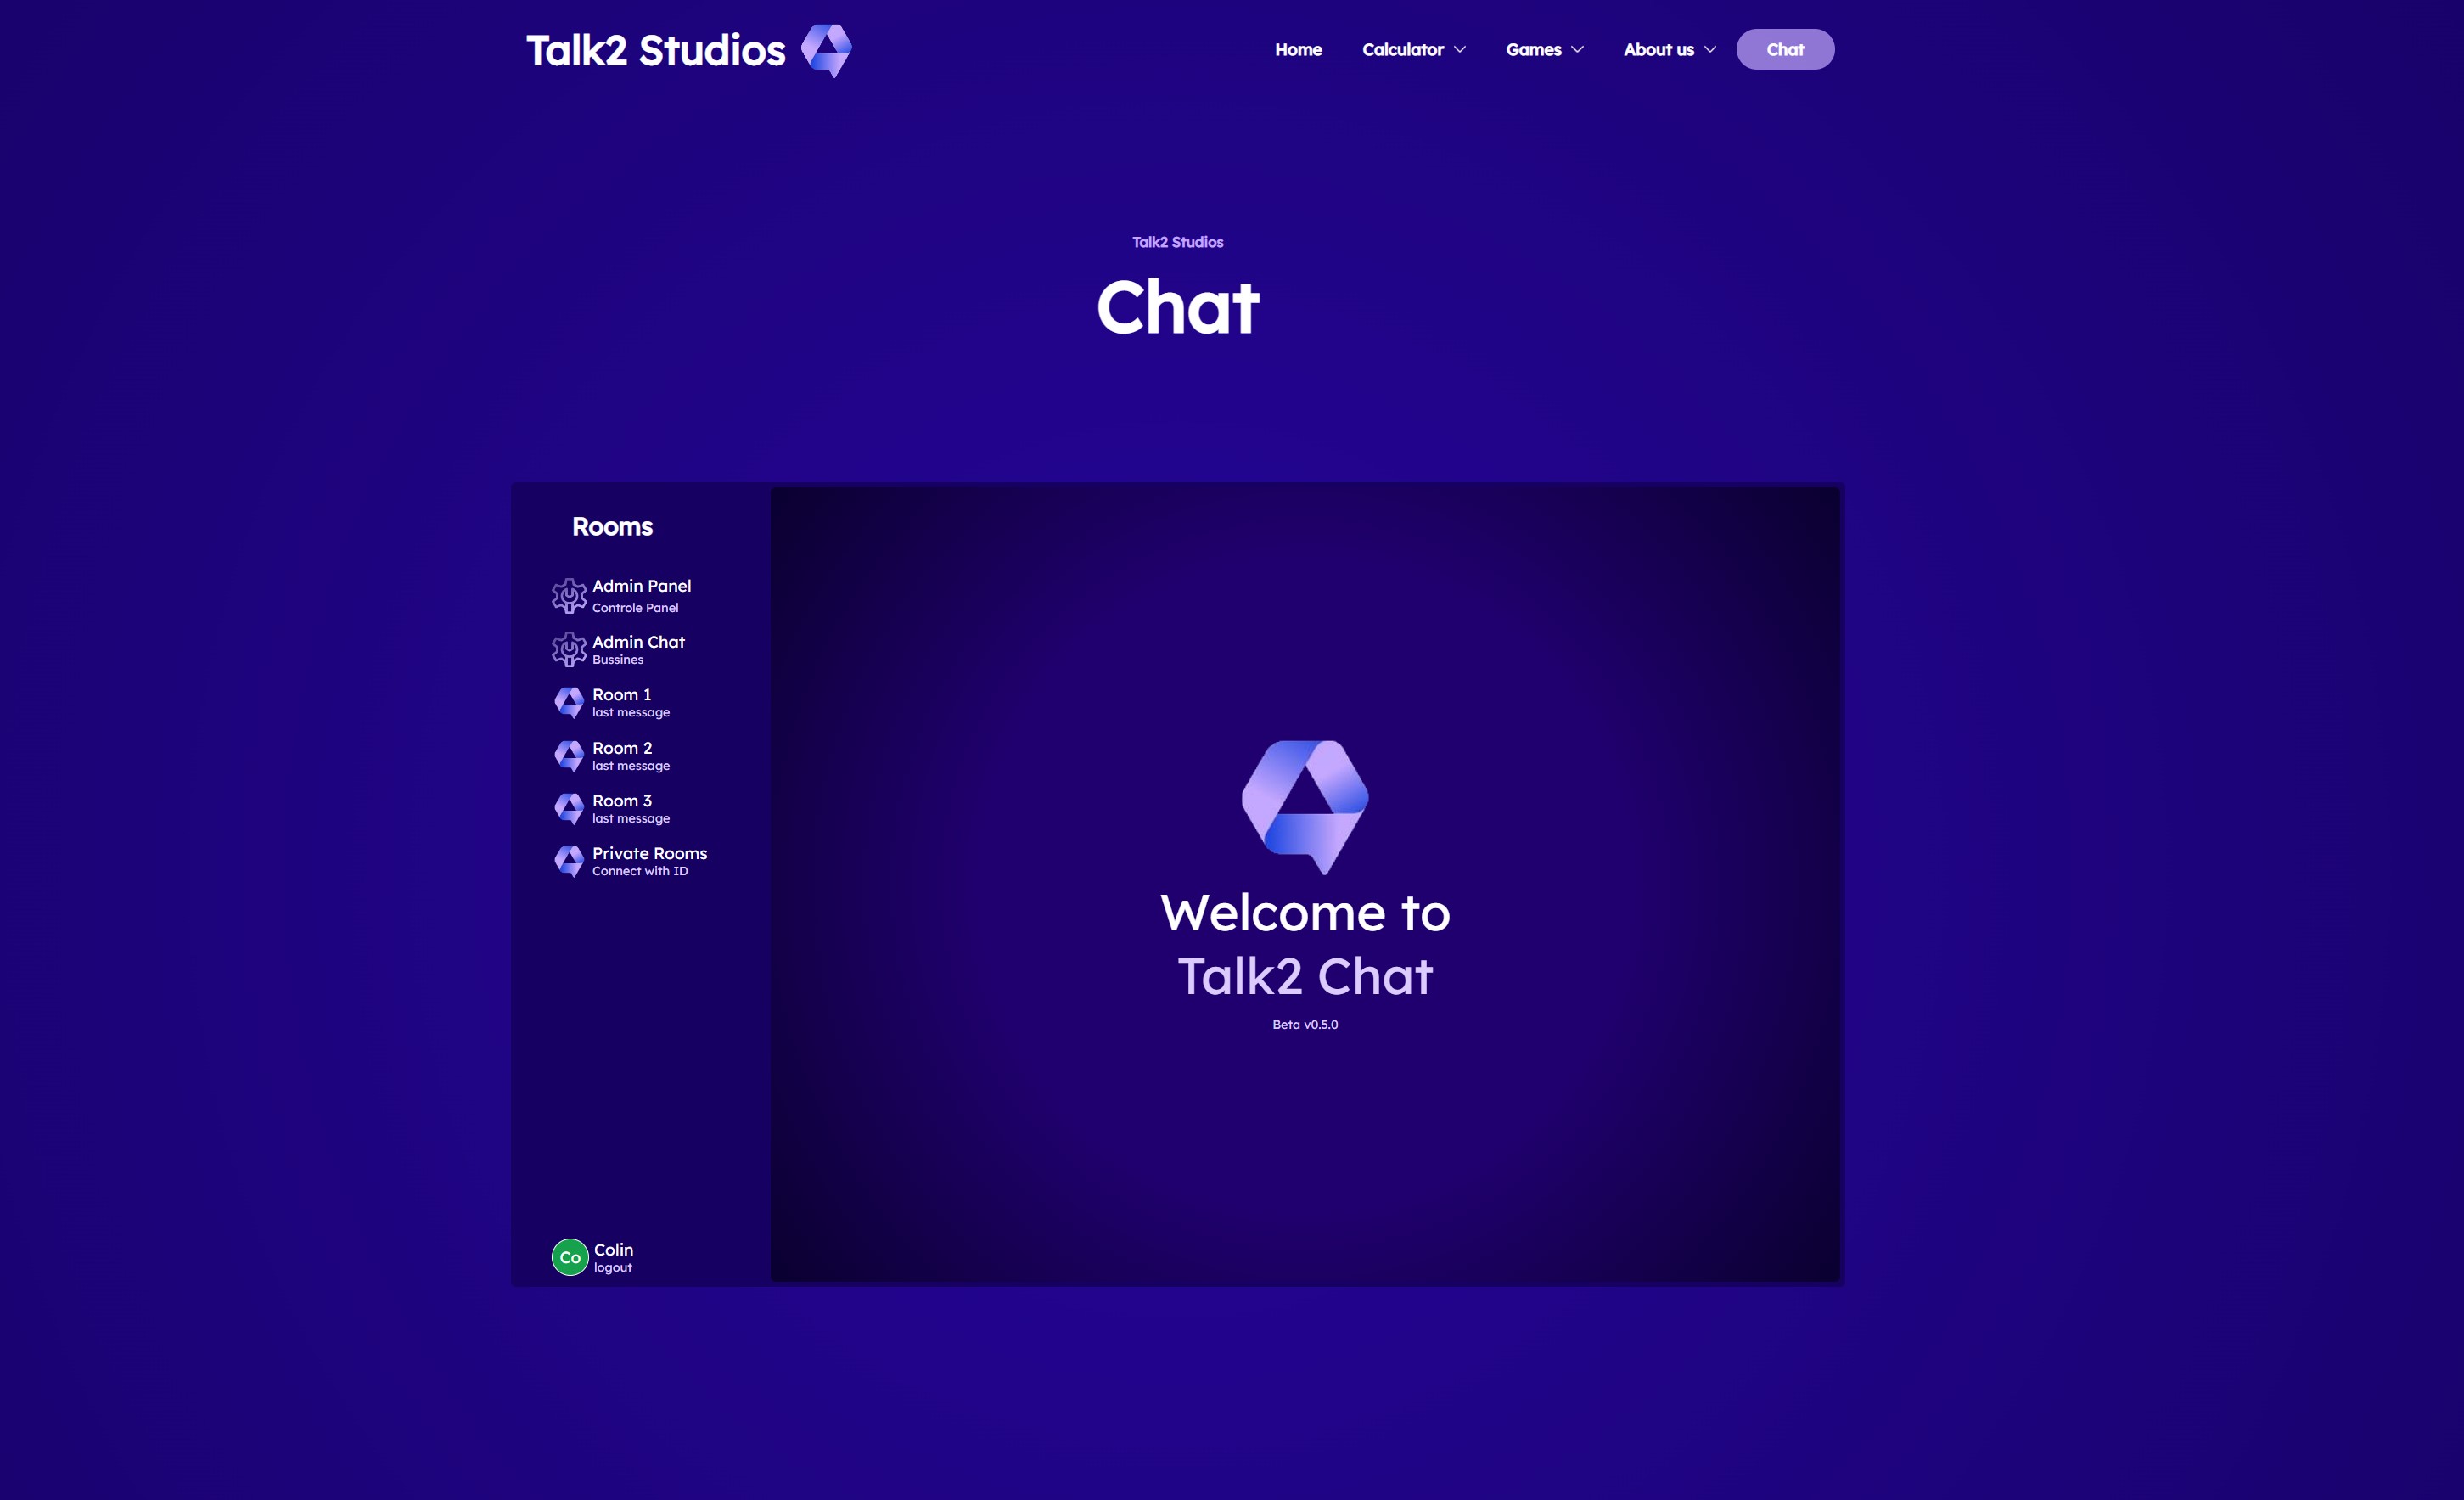 Talk2 Studios
Home
Calculator
Games
About us
Chat
Talk2 Studios
Chat
Rooms
Admin Panel
Controle Panel
Admin Chat
Bussines
Room 1
last message
Room 2
last message
Room 3
last message
Private Rooms
Connect with ID
Welcome to
Talk2 Chat
Beta v0.5.0
Co
Colin
logout